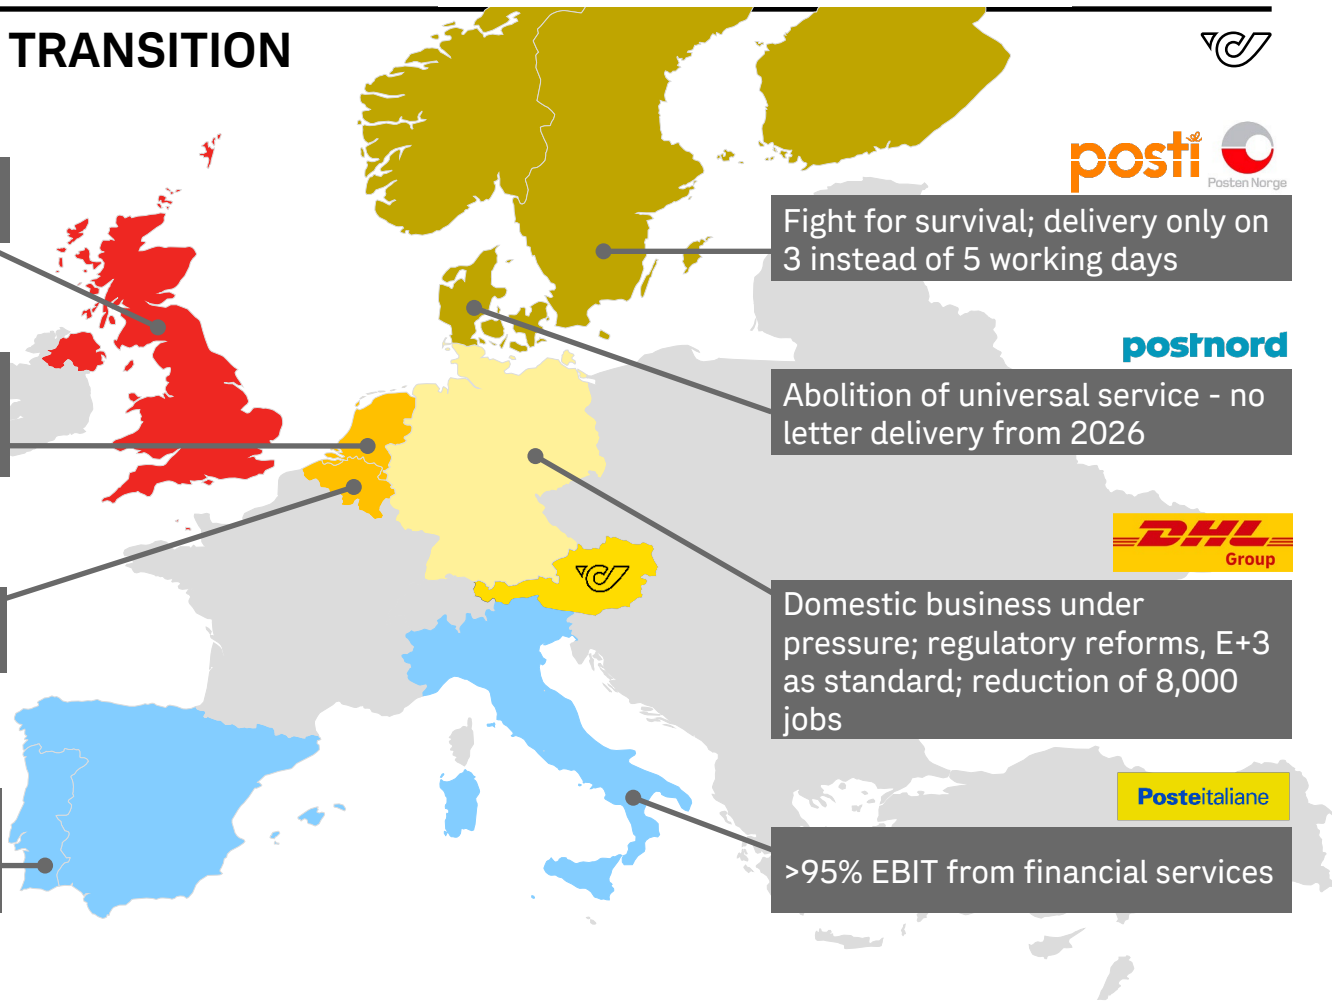 TRANSITION
posti
Posten Norge
Fight for survival; delivery only on
3 instead of 5 working days
postnord
Abolition of universal service - no
letter delivery from 2026
DHL
Group
Domestic business under
pressure; regulatory reforms, E+3
as standard; reduction of 8,000
jobs
Posteitaliane
>95% EBIT from financial services